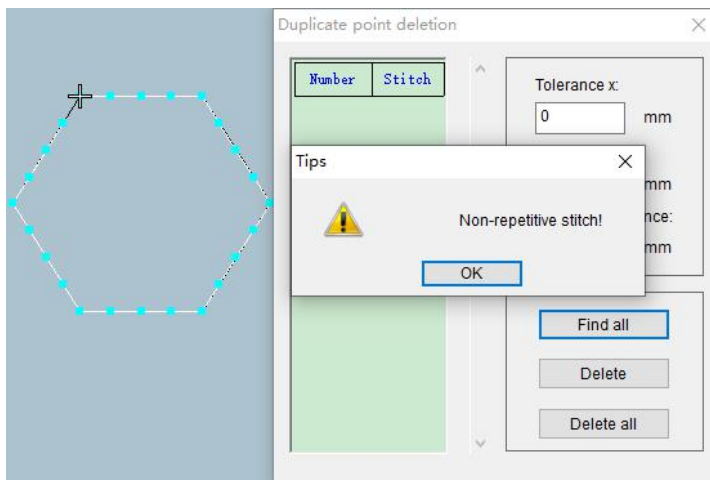 Duplicate point deletion
Number Stitch
Tolerance x:
0 mm
Tips
mm
Non-repetitive stitch!
nce:
mm
OK
Find all
Delete
Delete all